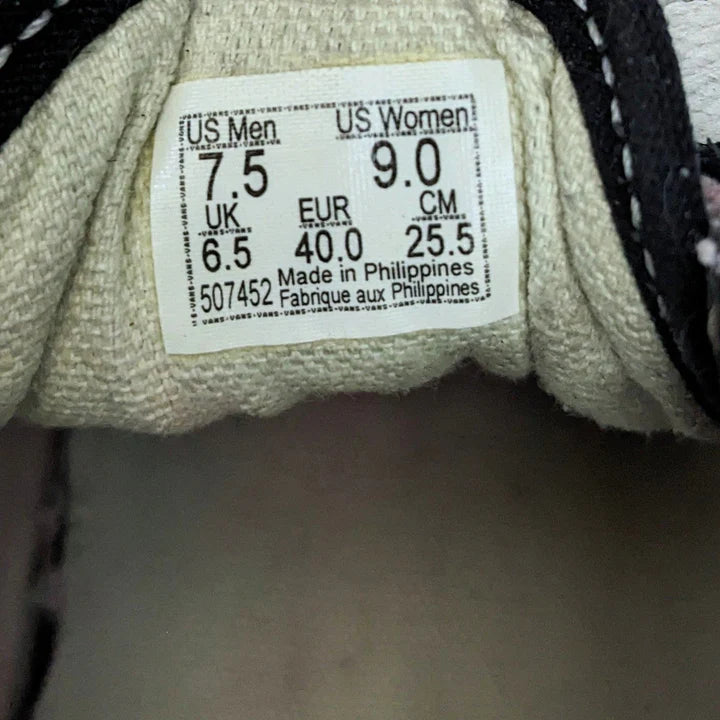 US Men US Women
7.5 9.0
UK EUR CM
6.5 40.0 25.5
Made in Philippines
507452 Fabrique aux Philippines